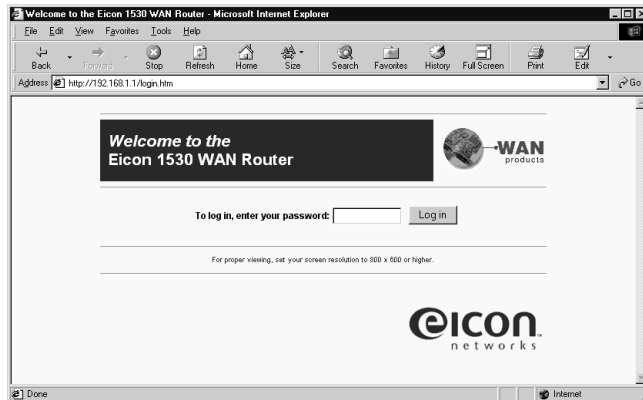 Welcome to the Eicon 1530 WAN Router - Microsoft Internet Explorer
File Edit View Favorites Tools Help
Back Forward Stop Refresh Home Size Search Favorites History Full Screen Print Edit
Address http://192.168.1.1/login.htm Go
Welcome to the
Eicon 1530 WAN Router
WAN
products
To log in, enter your password: Log in
For proper viewing, set your screen resolution to 800 x 600 or higher.
eicon
networks
Done Internet